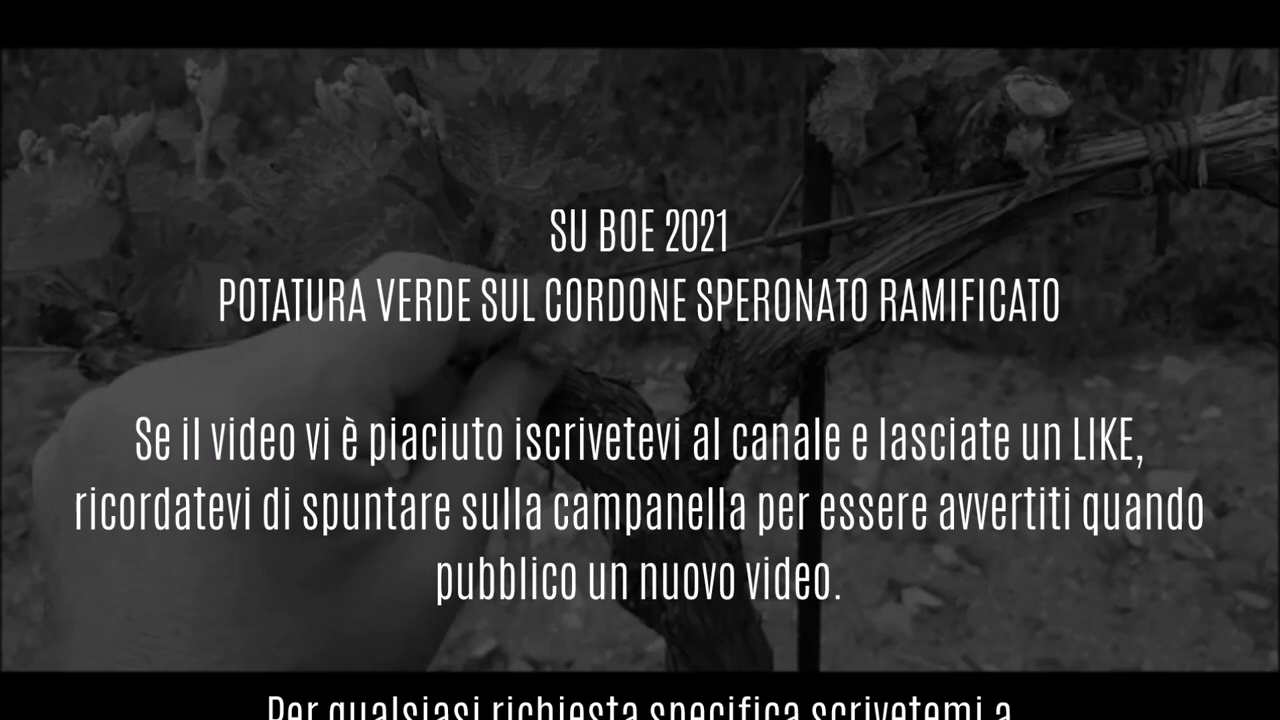 SU BOE 2021
POTATURA VERDE SUL CORDONE SPERONATO RAMIFICATO
Se il video vi è piaciuto iscrivetevi al canale e lasciate un LIKE,
ricordatevi di spuntare sulla campanella per essere avvertiti quando
pubblico un nuovo video.
Per qualsiasi richiesta specifica scrivetemi a